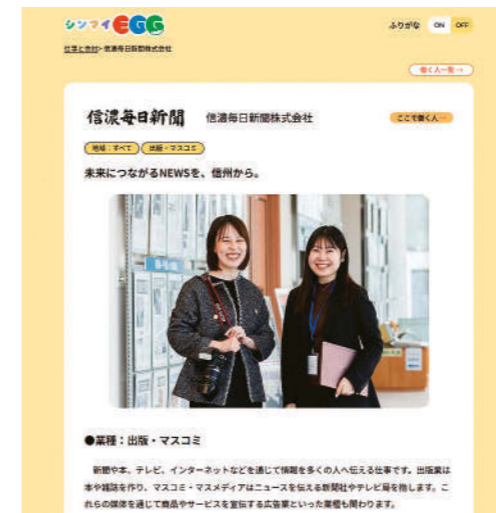 シンマイEGG
ふりがな ON OFF
仕事と会社>信濃毎日新聞株式会社
働く人一覧→
信濃毎日新聞 信濃毎日新聞株式会社
ここで働く人→
地域：すべて 出版・マスコミ
未来につながるNEWSを、信州から。
●業種：出版・マスコミ
新聞や本、テレビ、インターネットなどを通じて情報を多くの人へ伝える仕事です。出版業は
本や雑誌を作り、マスコミ・マスメディアはニュースを伝える新聞社やテレビ局を指します。こ
れらの媒体を通じて商品やサービスを宣伝する広告業といった業種も関わります。